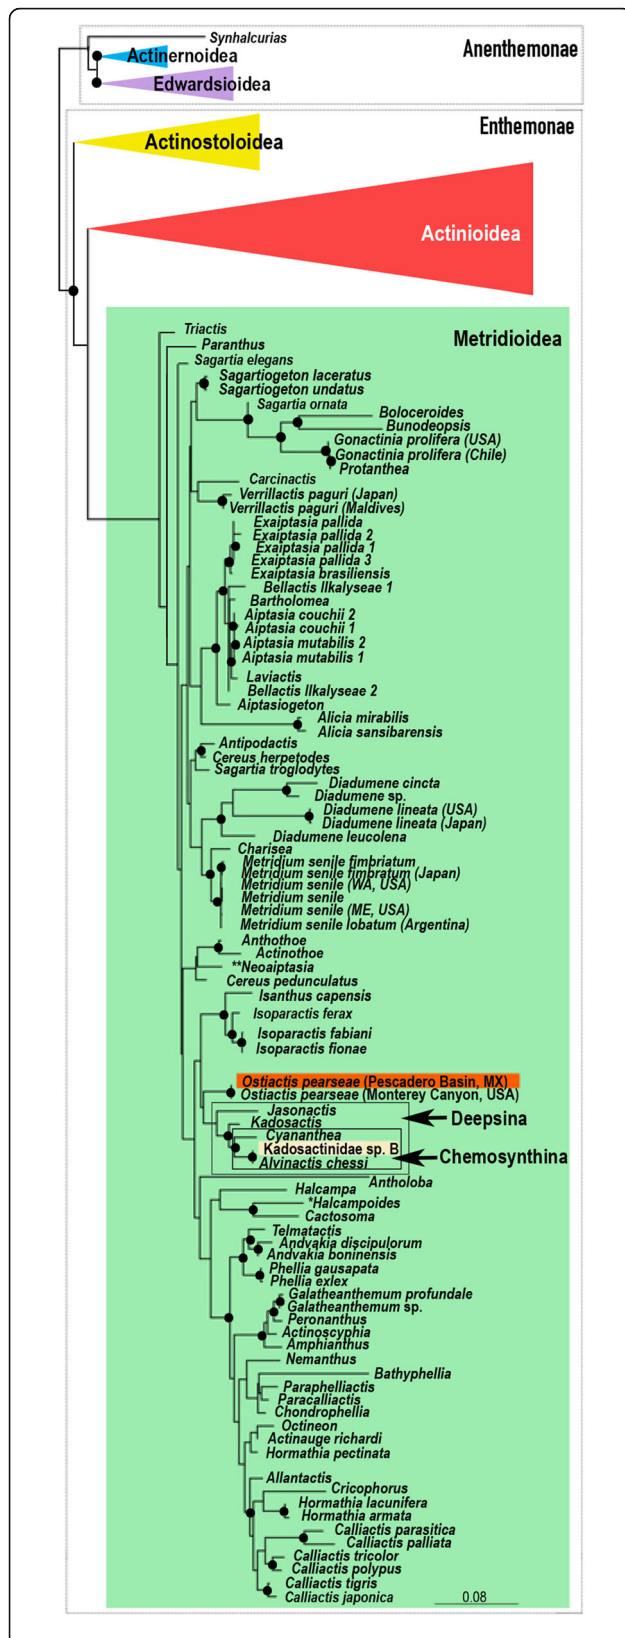 Synhalcurias
Actinernoidea
Edwardsioidea
Anenthemonae
Enthemonae
Actinostoloidea
Actinioidea
Metridioidea
Triactis
Paranthus
Sagartia elegans
Sagartiogeton laceratus
Sagartiogeton undatus
Sagartia ornata
Boloceroides
Bunodeopsis
Gonactinia prolifera (USA)
Gonactinia prolifera (Chile)
Protanthea
Carcinactis
Verrillactis paguri (Japan)
Verrillactis paguri (Maldives)
Exaiptasia pallida
Exaiptasia pallida 2
Exaiptasia pallida 1
Exaiptasia pallida 3
Exaiptasia brasiliensis
Bellactis Ilkalyseae 1
Bartholomea
Aiptasia couchii 2
Aiptasia couchii 1
Aiptasia mutabilis 2
Aiptasia mutabilis 1
Laviactis
Bellactis Ilkalyseae 2
Aiptasiogeton
Alicia mirabilis
Alicia sansibarensis
Antipodactis
Cereus herpetodes
Sagartia troglodytes
Diadumene cincta
Diadumene sp.
Diadumene lineata (USA)
Diadumene lineata (Japan)
Diadumene leucolena
Charisea
Metridium senile fimbriatum
Metridium senile fimbratum (Japan)
Metridium senile (WA, USA)
Metridium senile
Metridium senile (ME, USA)
Metridium senile lobatum (Argentina)
Anthothoe
Actinothoe
**Neoaiptasia
Cereus pedunculatus
Isanthus capensis
Isoparactis ferax
Isoparactis fabiani
Isoparactis fionae
Ostiactis pearseae (Pescadero Basin, MX)
Ostiactis pearseae (Monterey Canyon, USA)
Jasonactis
Deepsina
Kadosactis
Cyananthea
Kadosactinidae sp. B
Chemosynthina
Alvinactis chessi
Antholoba
Halcampa
*Halcampoides
Cactosoma
Telmatactis
Andvakia discipulorum
Andvakia boninensis
Phellia gausapata
Phellia exlex
Galatheanthemum profundale
Galatheanthemum sp.
Peronanthus
Actinoscyphia
Amphianthus
Nemanthus
Bathyphellia
Paraphelliactis
Paracalliactis
Chondrophellia
Octineon
Actinauge richardi
Hormathia pectinata
Allantactis
Cricophorus
Hormathia lacunifera
Hormathia armata
Calliactis parasitica
Calliactis palliata
Calliactis tricolor
Calliactis polypus
Calliactis tigris
Calliactis japonica
0.08